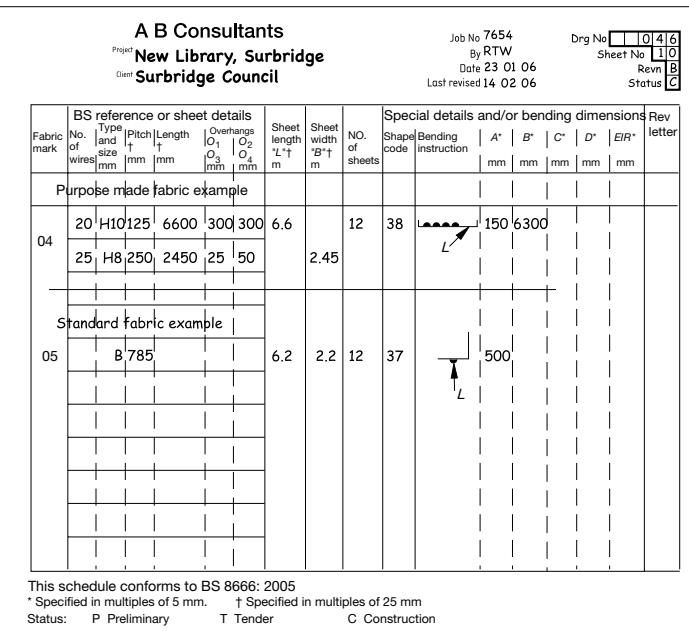 A B Consultants
Project New Library, Surbridge
Client Surbridge Council
Job No 7654
By RTW
Date 23 01 06
Last revised 14 02 06
Drg No 0 4 6
Sheet No 1 0
Revn B
Status C
BS reference or sheet details
Special details and/or bending dimensions
Fabric mark
No. of wires
Type and size mm
Pitch † mm
Length † mm
Overhangs
O1 O2
O3 O4
mm mm
Sheet length "L"† m
Sheet width "B"† m
NO. of sheets
Shape code
Bending instruction
A* mm
B* mm
C* mm
D* mm
E/R* mm
Rev letter
Purpose made fabric example
04
20 H10 125 6600 300 300 6.6 12 38 L 150 6300
25 H8 250 2450 25 50 2.45
Standard fabric example
05 B 785 6.2 2.2 12 37 L 500
This schedule conforms to BS 8666: 2005
* Specified in multiples of 5 mm. † Specified in multiples of 25 mm
Status: P Preliminary T Tender C Construction